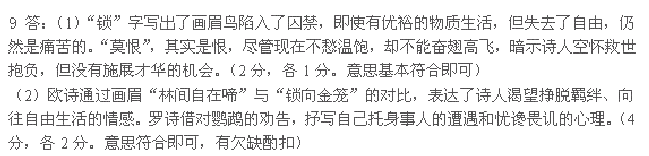 9 答：（1）“锁”字写出了画眉鸟陷入了囚禁，即使有优裕的物质生活，但失去了自由，仍
然是痛苦的。“莫恨”，其实是恨，尽管现在不愁温饱，却不能奋翅高飞，暗示诗人空怀救世
抱负，但没有施展才华的机会。（2分，各1分。意思基本符合即可）
（2）欧诗通过画眉“林间自在啼”与“锁向金笼”的对比，表达了诗人渴望挣脱羁绊、向
往自由生活的情感。罗诗借对鹦鹉的劝告，抒写自己托身事人的遭遇和忧谗畏讥的心理。（4
分，各2分。意思符合即可，有欠缺酌扣）